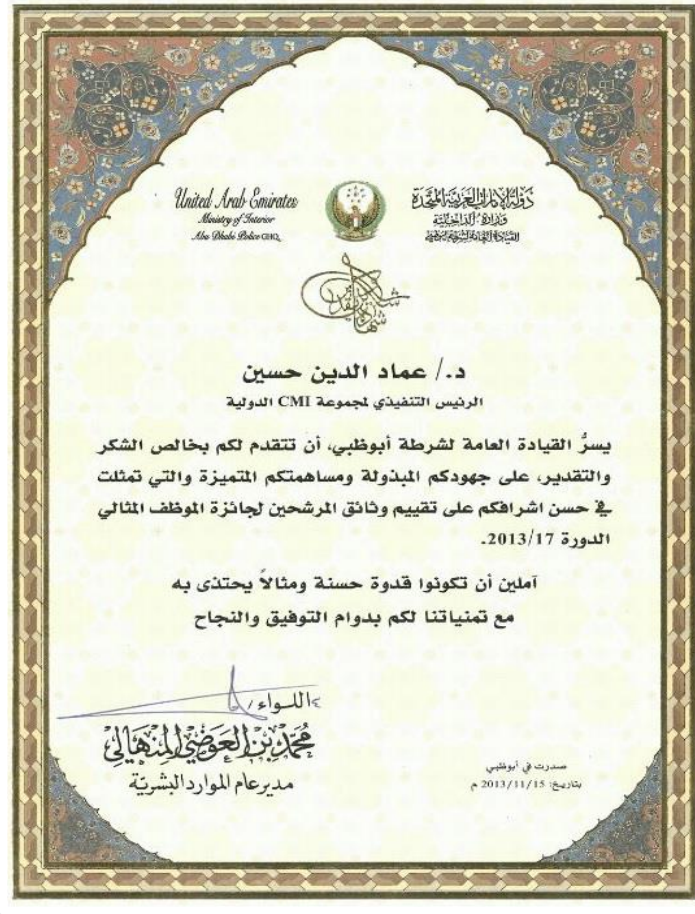 United Arab Emirates
Ministry of Interior
Abu Dhabi Police GHQ
دولة الإمارات العربية المتحدة
وزارة الداخلية
القيادة العامة لشرطة أبوظبي
شهادة شكر وتقدير
د./ عماد الدين حسين
الرئيس التنفيذي لمجموعة CMI الدولية
يسرُّ القيادة العامة لشرطة أبوظبي، أن تتقدم لكم بخالص الشكر
والتقدير، على جهودكم المبذولة ومساهمتكم المتميزة والتي تمثلت
في حسن اشرافكم على تقييم وثائق المرشحين لجائزة الموظف المثالي
الدورة 2013/17.
آملين أن تكونوا قدوة حسنة ومثالاً يحتذى به
مع تمنياتنا لكم بدوام التوفيق والنجاح
اللـواء/
محمد بن العوضي المنهالي
مدير عام الموارد البشرية
صدرت في أبوظبي
بتاريخ: 2013/11/15 م